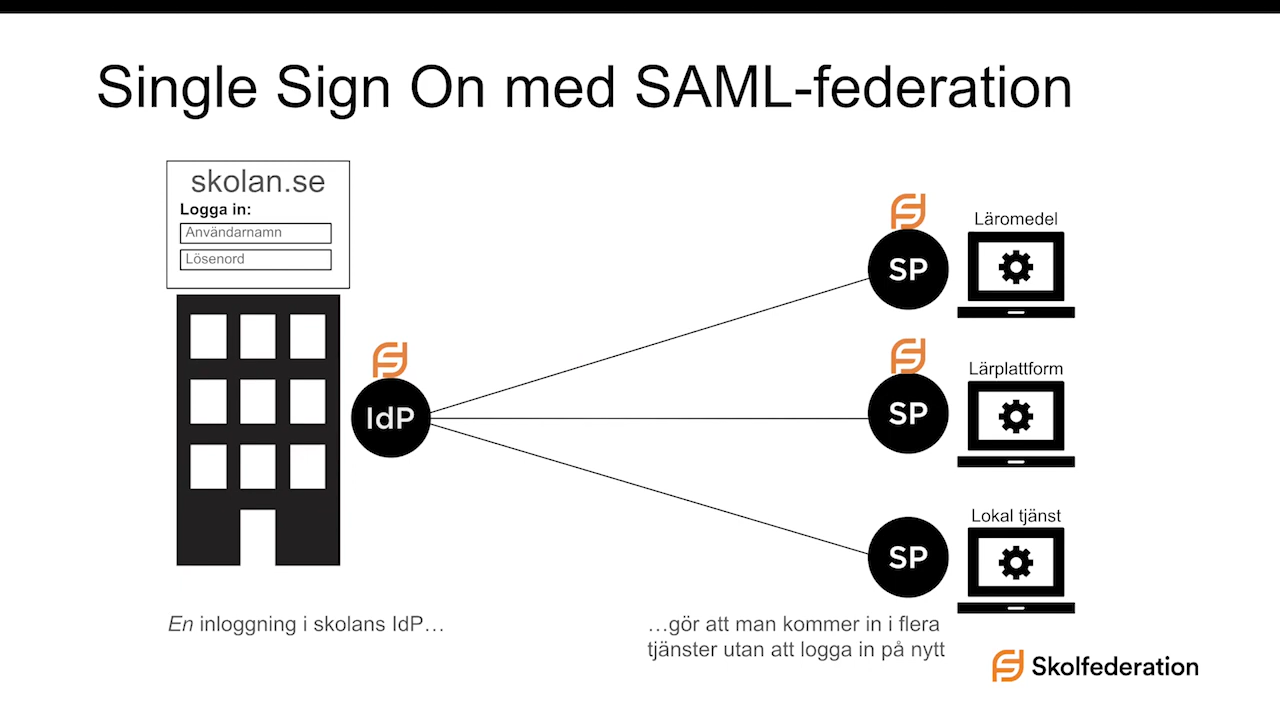 Single Sign On med SAML-federation
skolan.se
Logga in:
Användarnamn
Lösenord
IdP
SP
Läromedel
SP
Lärplattform
SP
Lokal tjänst
En inloggning i skolans IdP…
…gör att man kommer in i flera
tjänster utan att logga in på nytt
Skolfederation